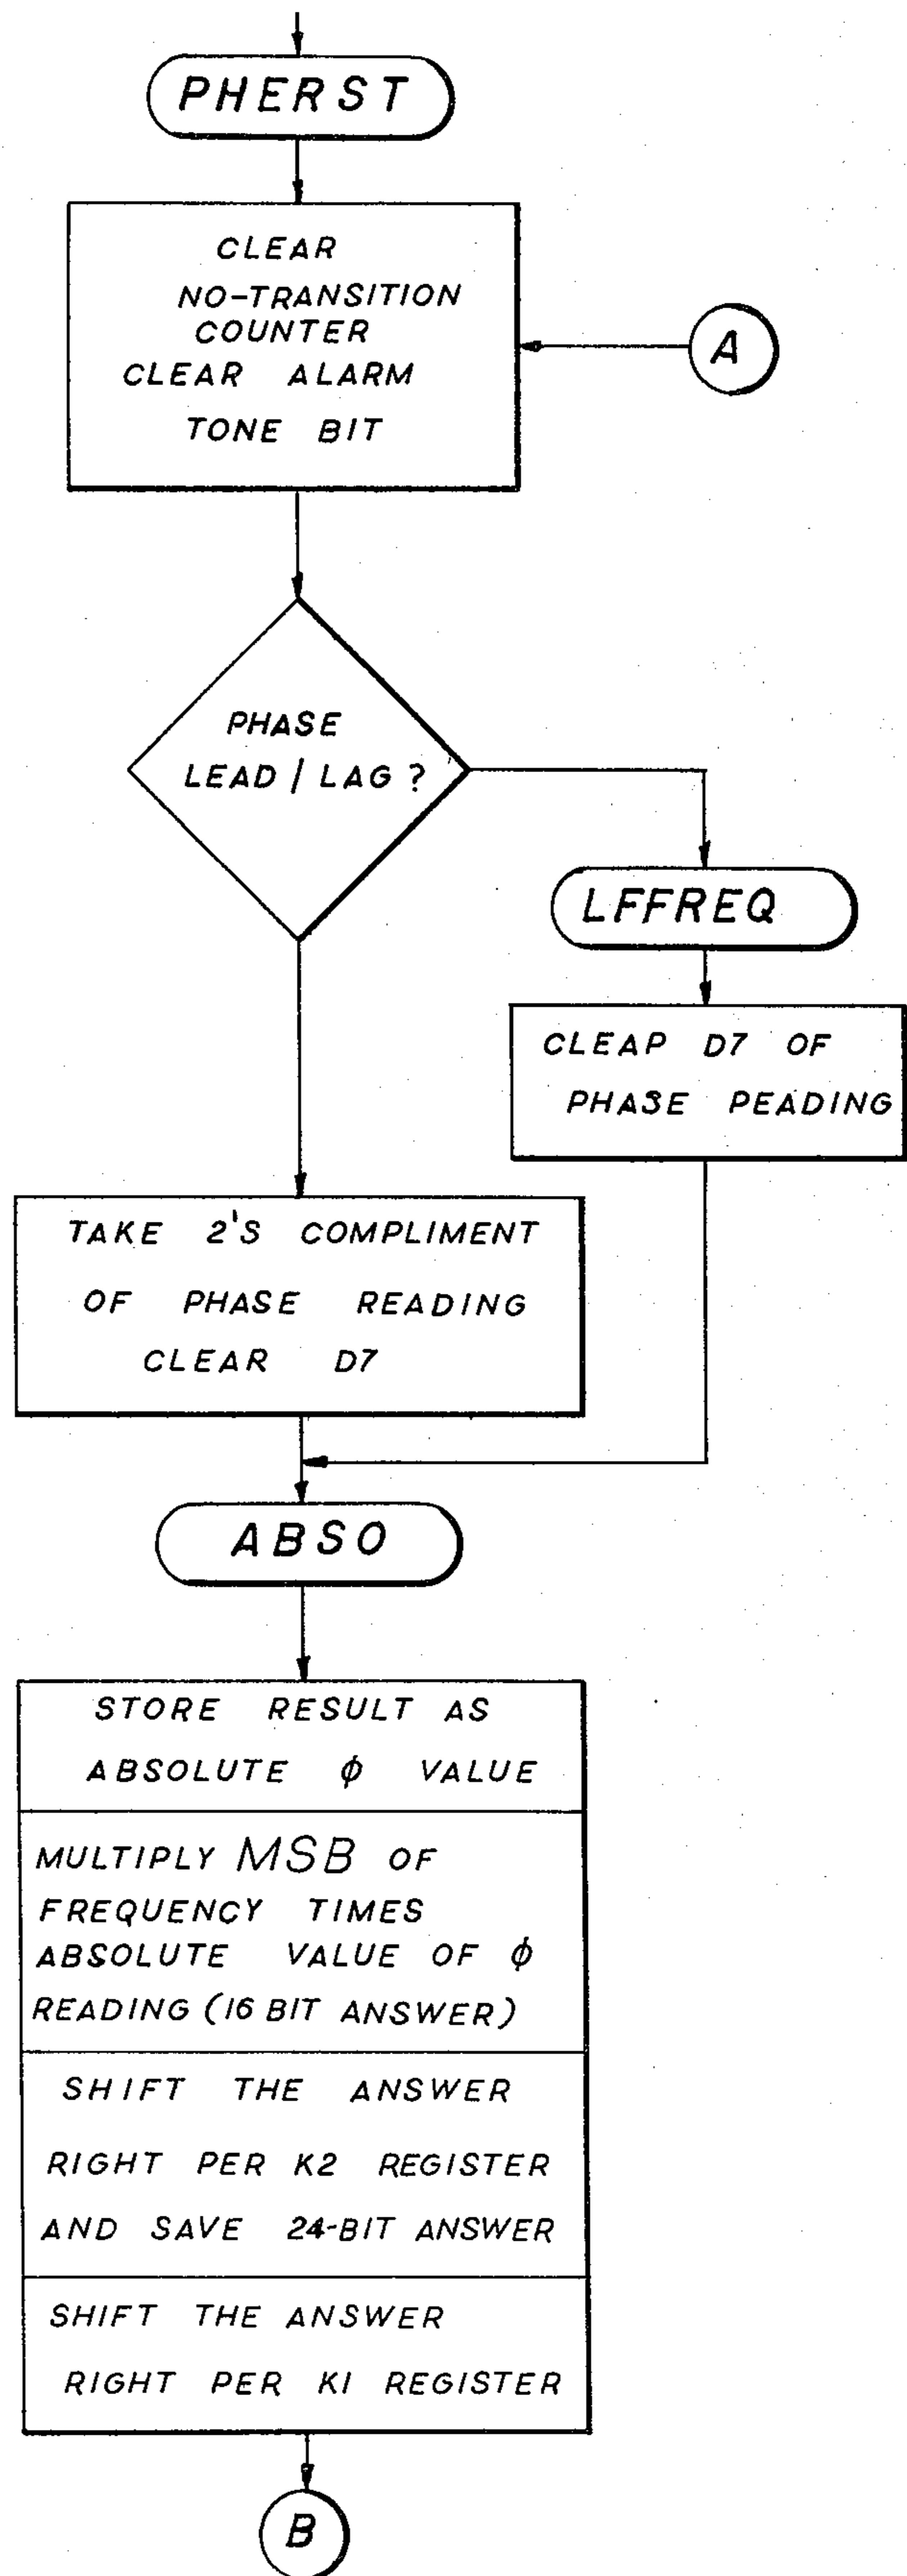 PHERST
CLEAR
NO-TRANSITION
COUNTER
CLEAR ALARM
TONE BIT
A
PHASE
LEAD / LAG ?
LFFREQ
CLEAP D7 OF
PHASE PEADING
TAKE 2'S COMPLIMENT
OF PHASE READING
CLEAR D7
ABSO
STORE RESULT AS
ABSOLUTE ϕ VALUE
MULTIPLY MSB OF
FREQUENCY TIMES
ABSOLUTE VALUE OF ϕ
READING (16 BIT ANSWER)
SHIFT THE ANSWER
RIGHT PER K2 REGISTER
AND SAVE 24-BIT ANSWER
SHIFT THE ANSWER
RIGHT PER K1 REGISTER
B